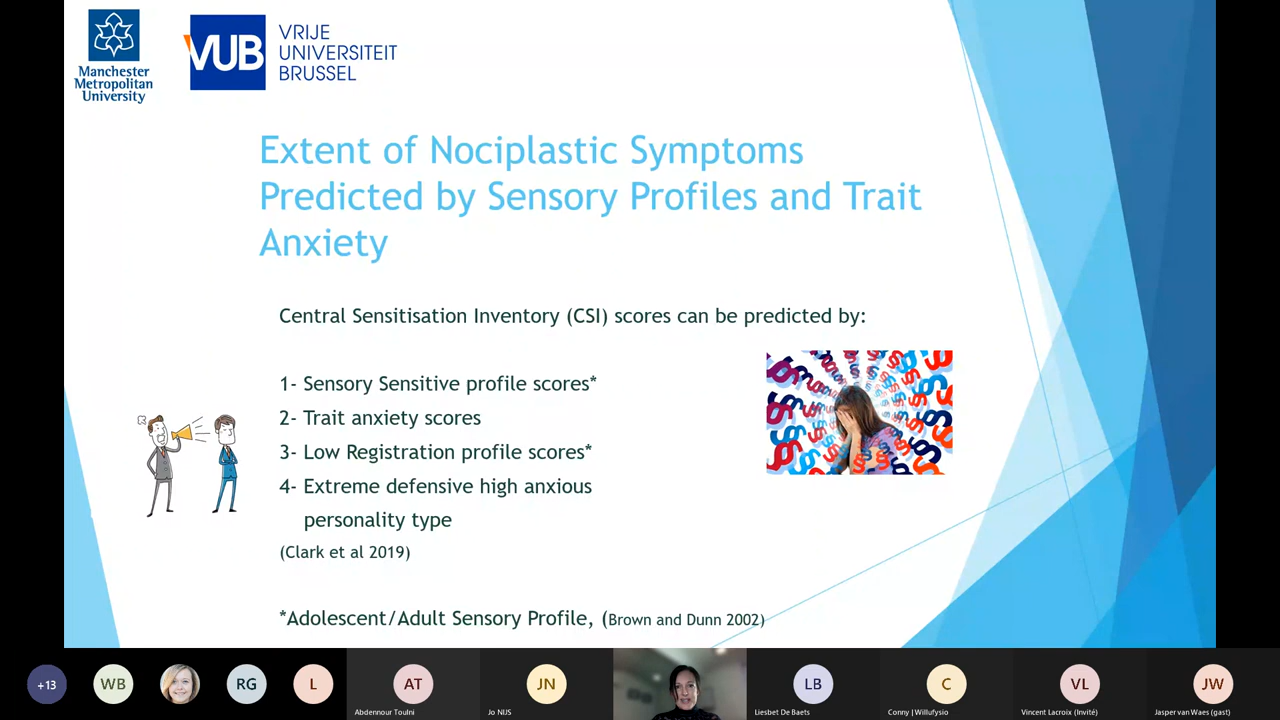 Manchester
Metropolitan
University
VUB
VRIJE
UNIVERSITEIT
BRUSSEL
Extent of Nociplastic Symptoms
Predicted by Sensory Profiles and Trait
Anxiety
Central Sensitisation Inventory (CSI) scores can be predicted by:
1- Sensory Sensitive profile scores*
2- Trait anxiety scores
3- Low Registration profile scores*
4- Extreme defensive high anxious
personality type
(Clark et al 2019)
*Adolescent/Adult Sensory Profile, (Brown and Dunn 2002)
+13
WB
RG
L
AT
Abdennour Toulni
JN
Jo NIJS
LB
Liesbet De Baets
C
Conny | Willufysio
VL
Vincent Lacroix (Invité)
JW
Jasper van Waes (gast)